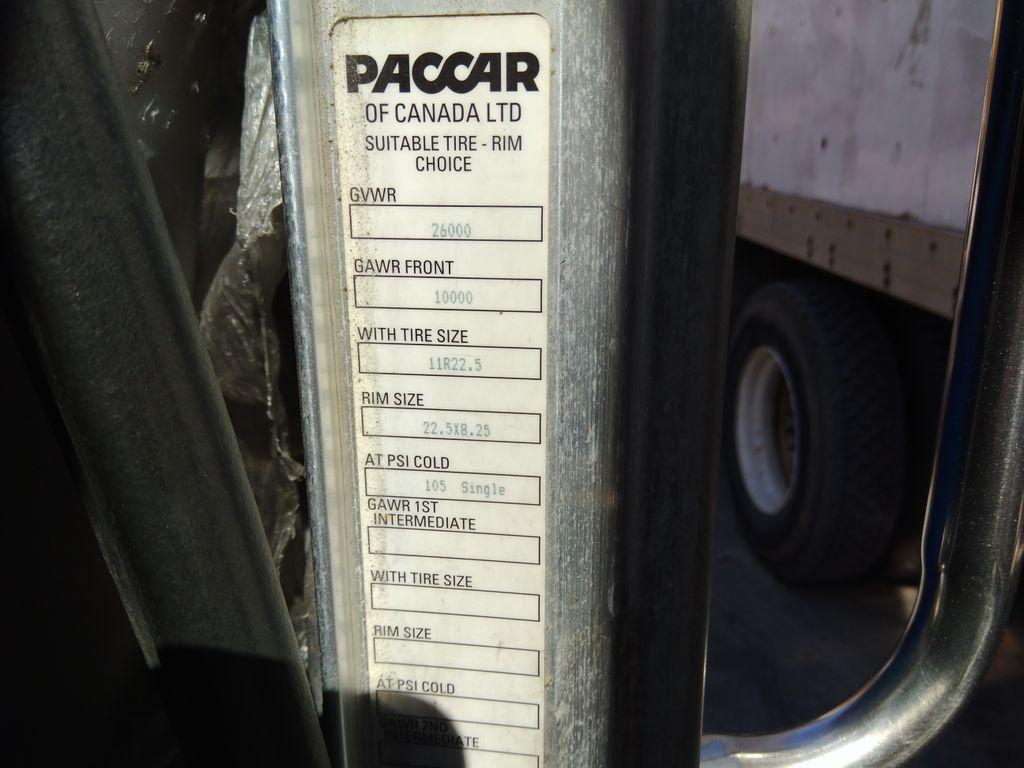 PACCAR
OF CANADA LTD
SUITABLE TIRE - RIM
CHOICE
GVWR
26000
GAWR FRONT
10000
WITH TIRE SIZE
11R22.5
RIM SIZE
22.5X8.25
AT PSI COLD
105 Single
GAWR 1ST
INTERMEDIATE
WITH TIRE SIZE
RIM SIZE
AT PSI COLD
GAWR 2ND
INTERMEDIATE